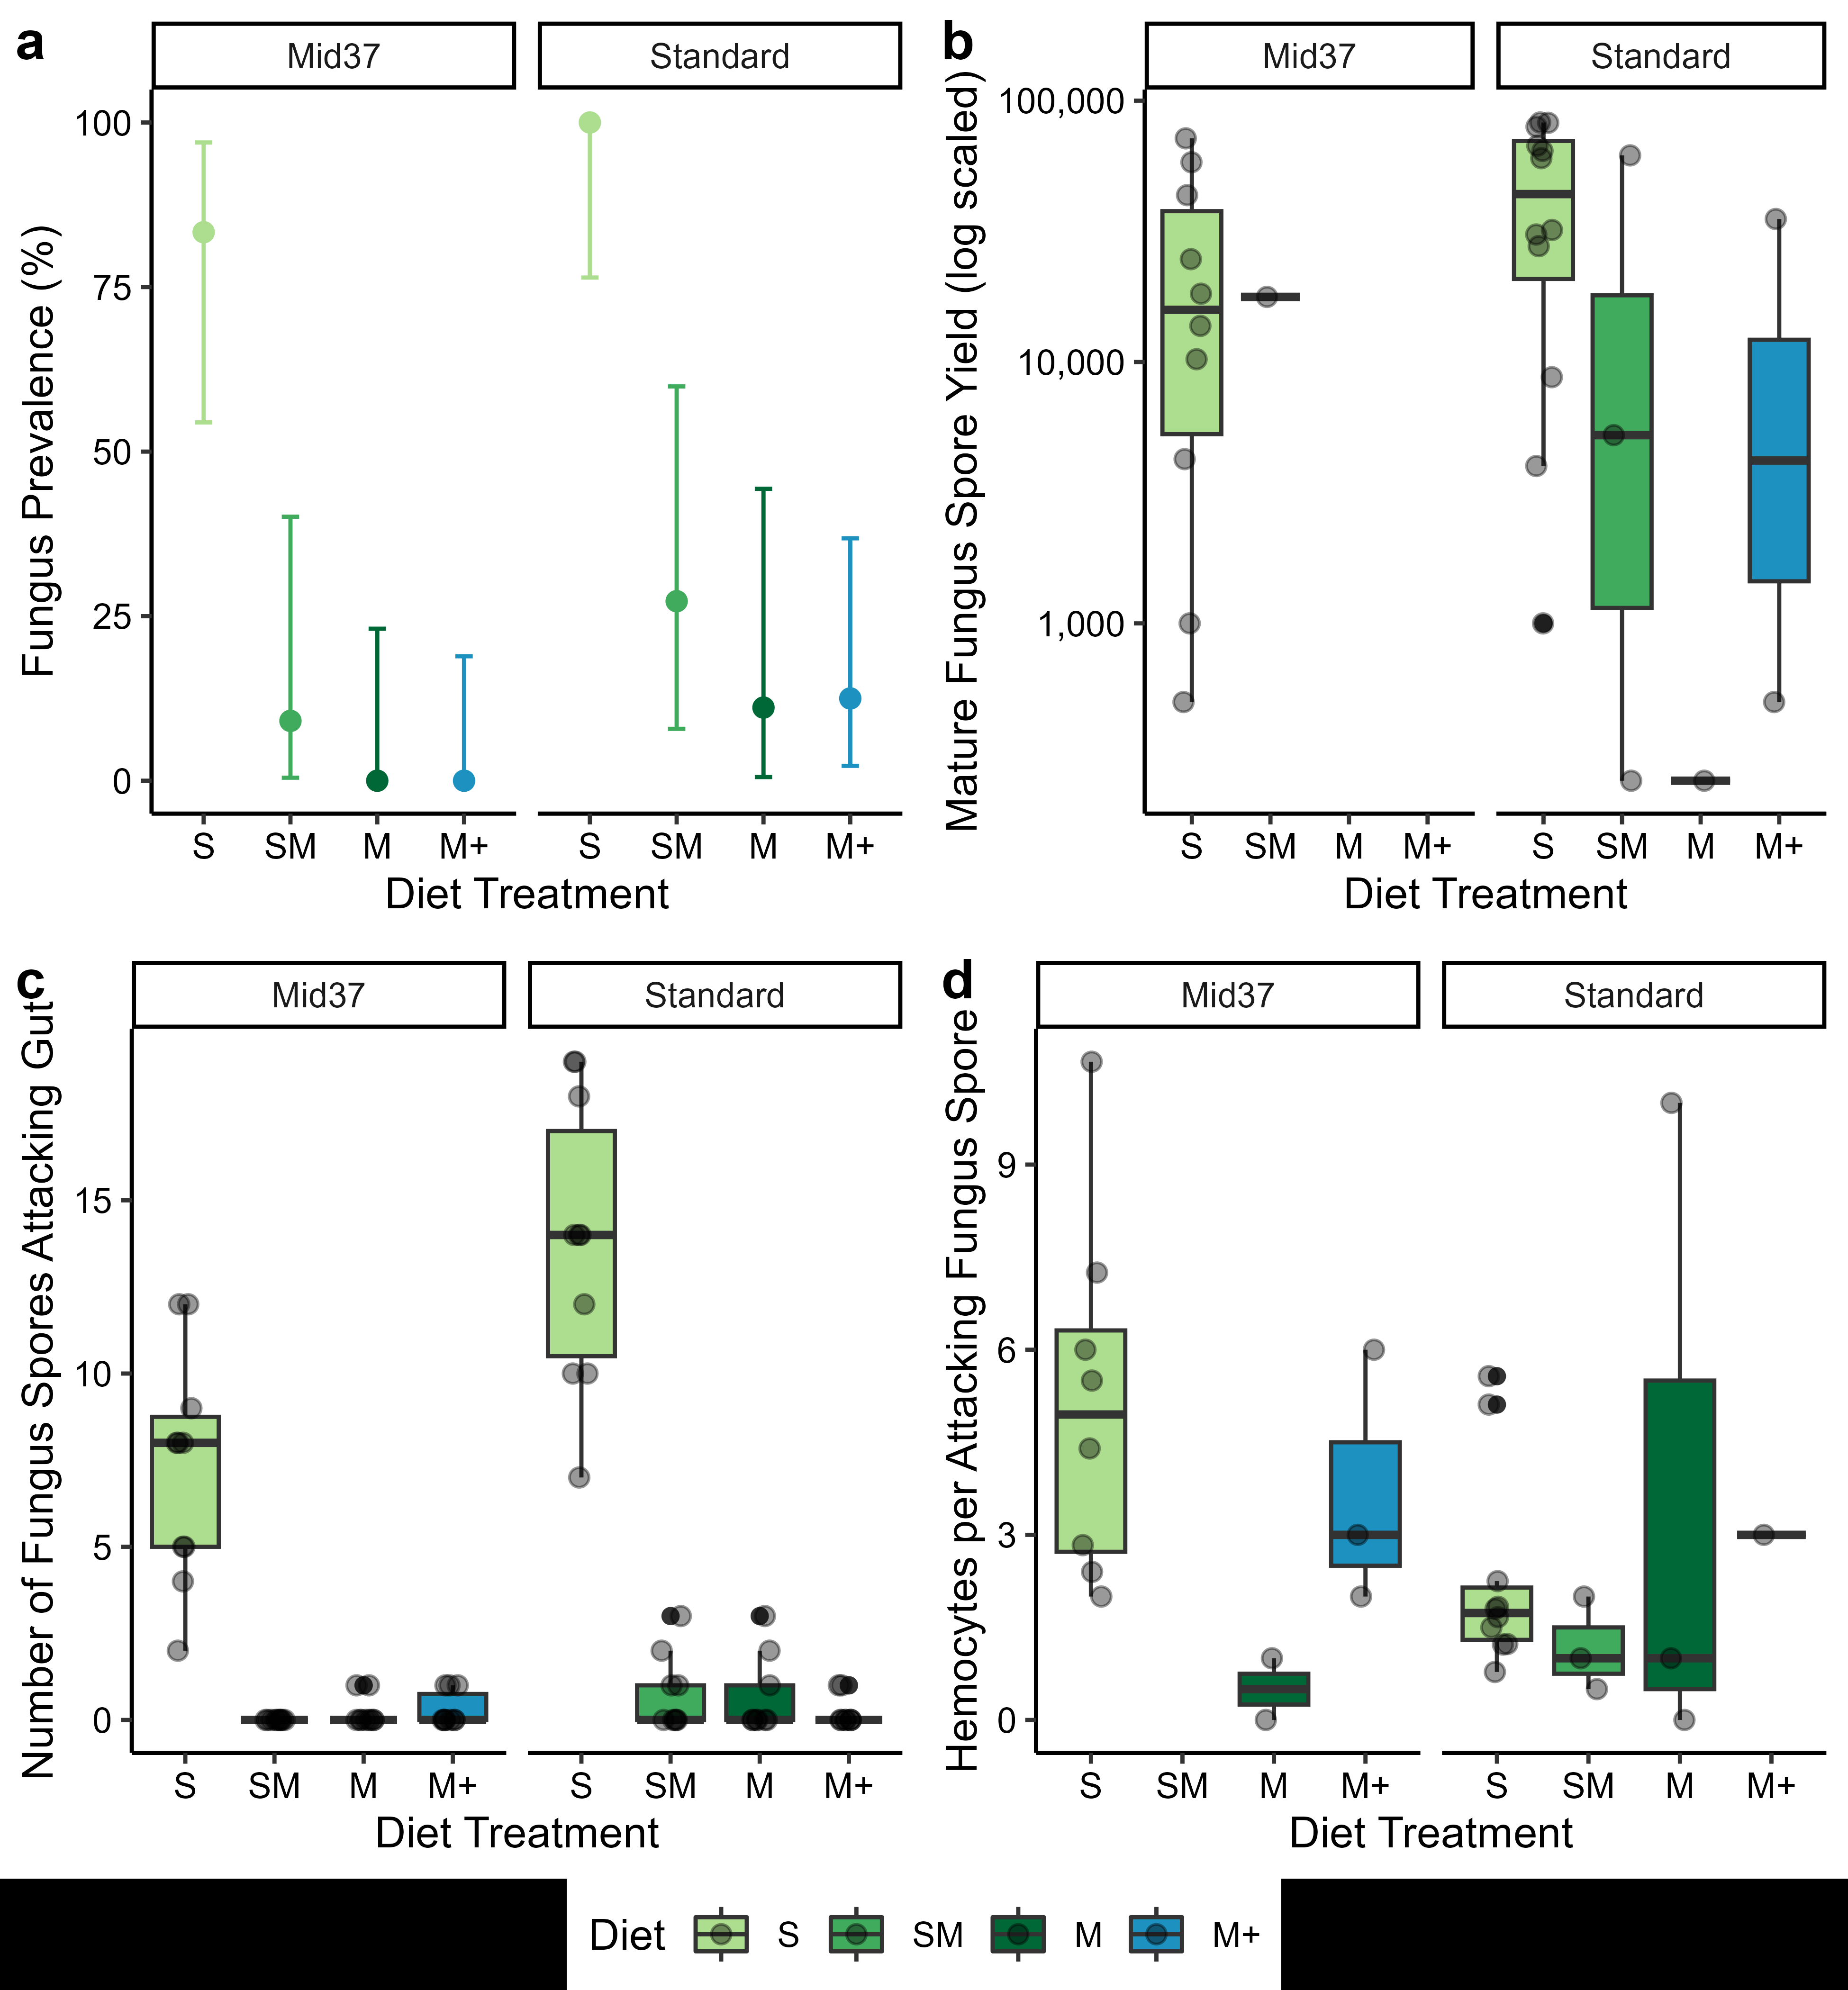 a
Mid37
Standard
Fungus Prevalence (%)
100
75
50
25
0
S SM M M+ S SM M M+
Diet Treatment
b
Mid37
Standard
Mature Fungus Spore Yield (log scaled)
100,000
10,000
1,000
S SM M M+ S SM M M+
Diet Treatment
c
Mid37
Standard
Number of Fungus Spores Attacking Gut
15
10
5
0
S SM M M+ S SM M M+
Diet Treatment
d
Mid37
Standard
Hemocytes per Attacking Fungus Spore
9
6
3
0
S SM M M+ S SM M M+
Diet Treatment
Diet S SM M M+